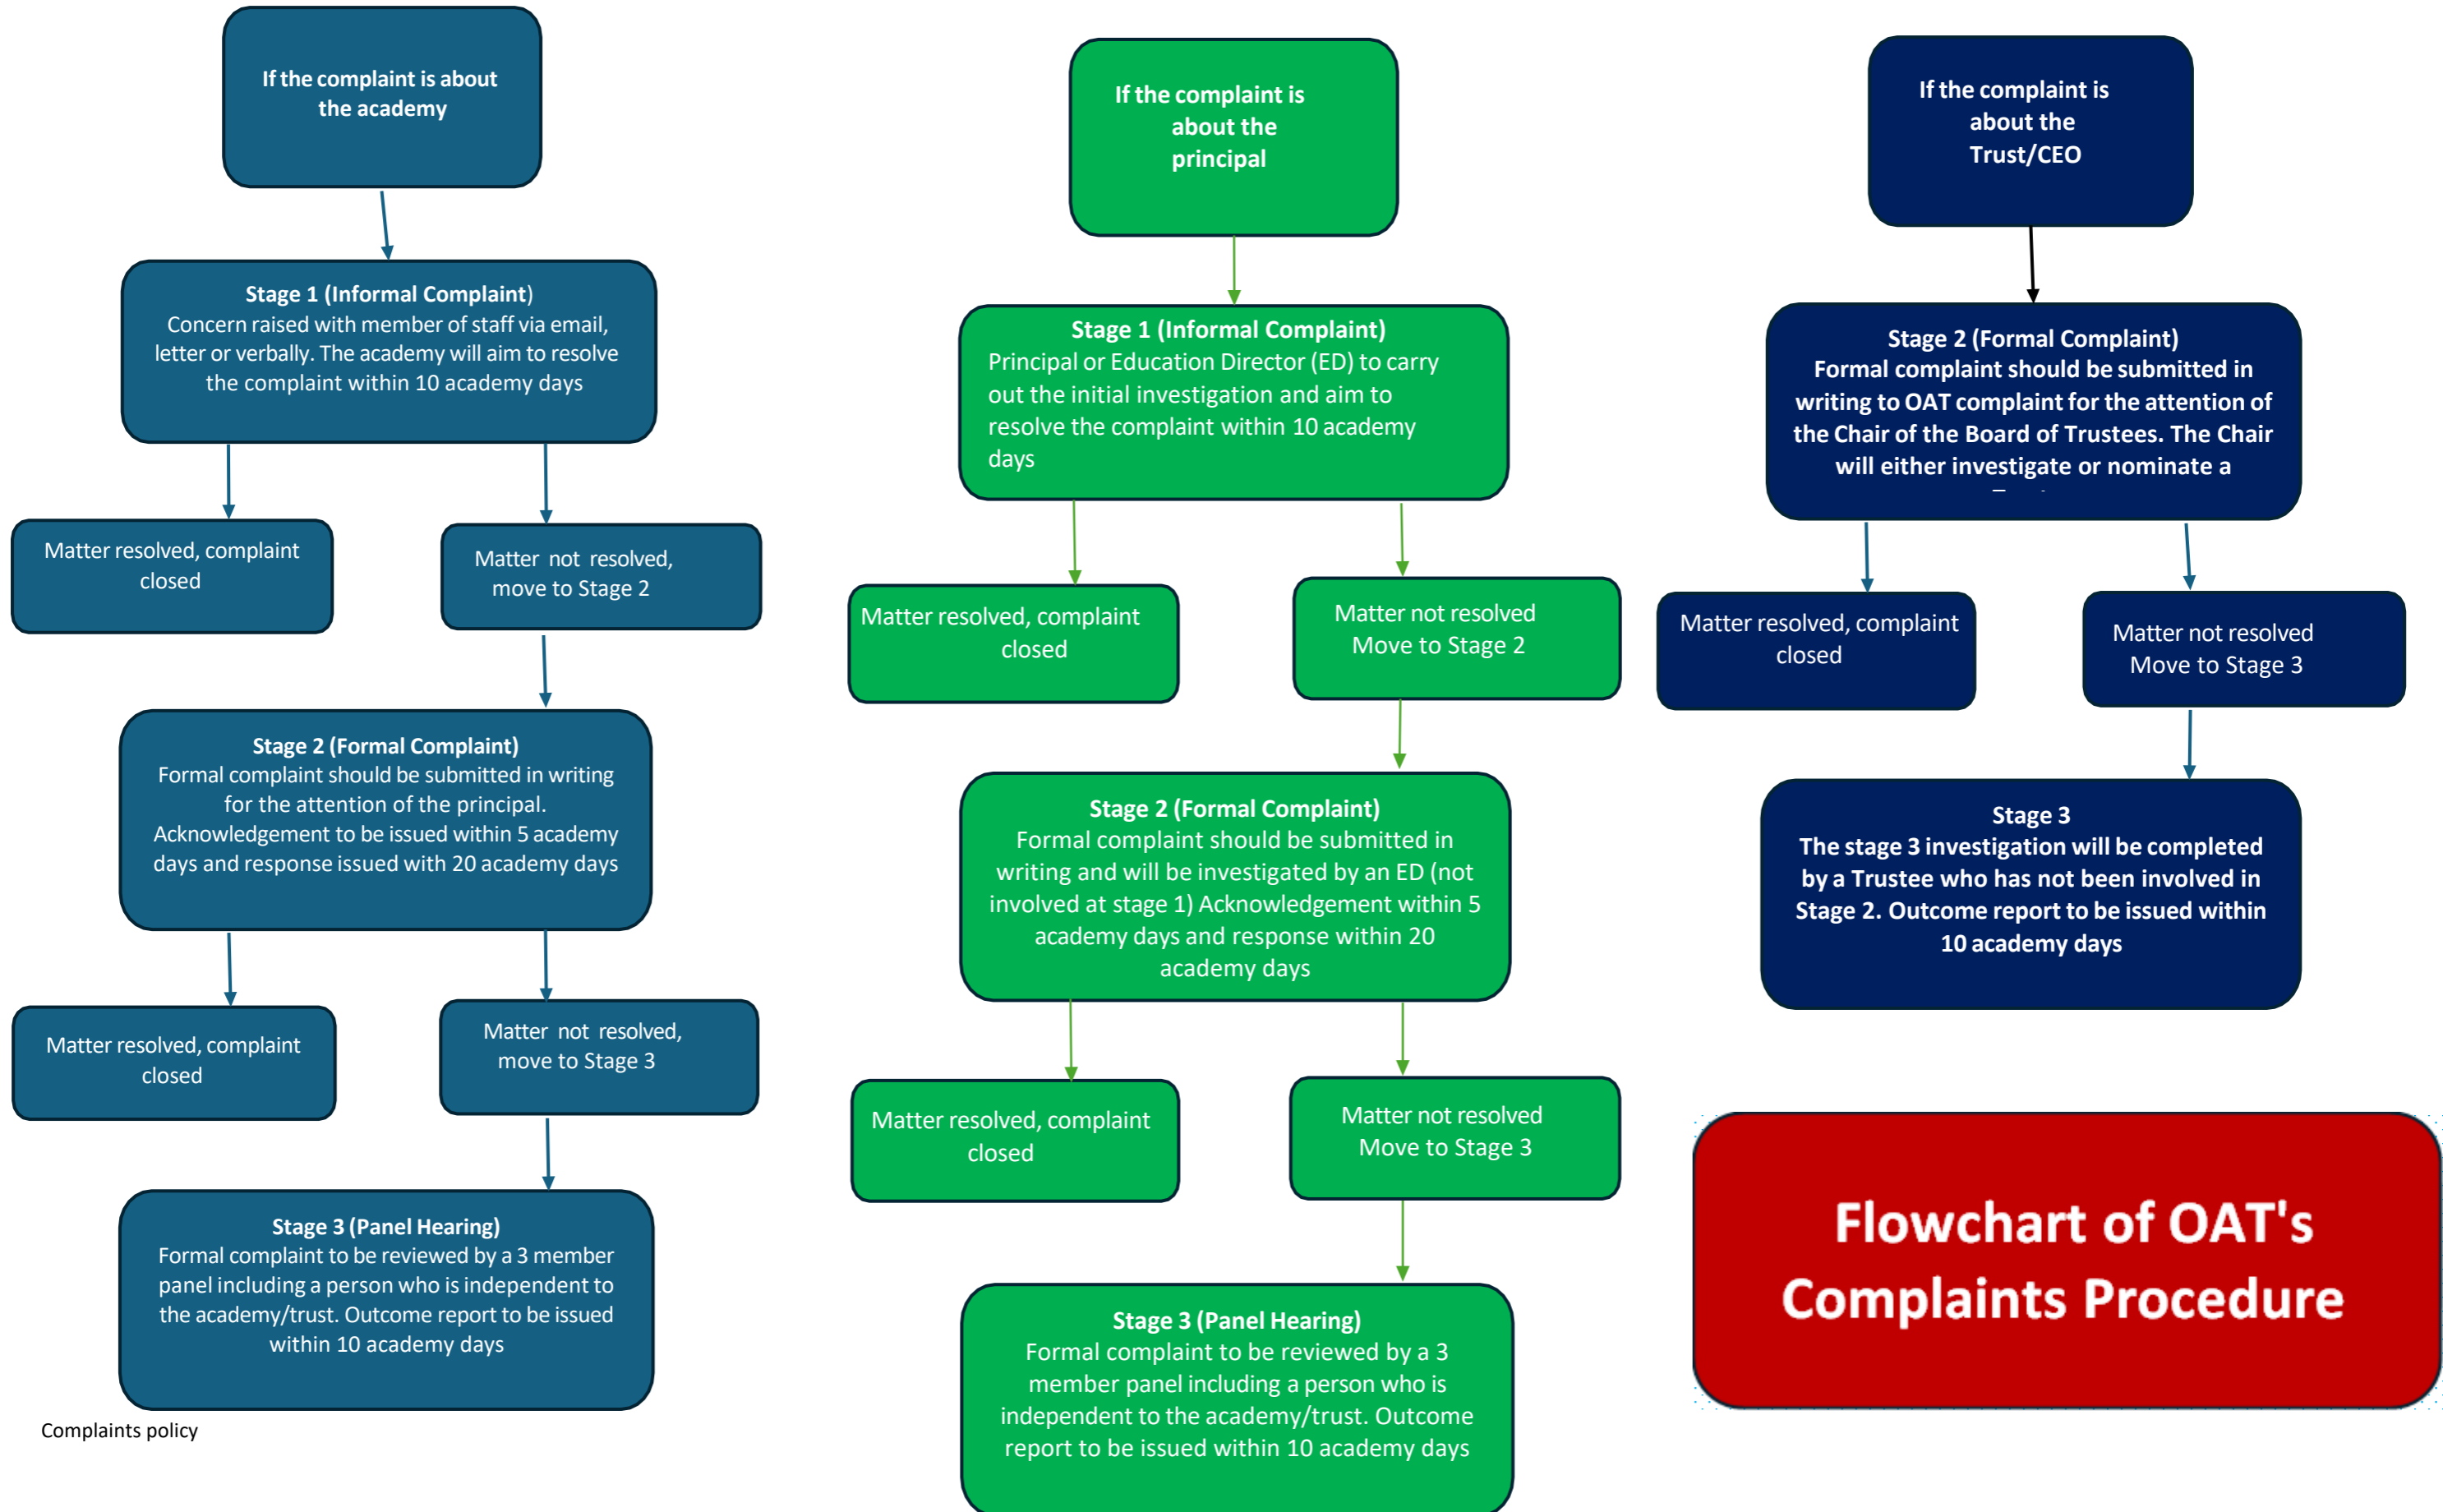 If the complaint is about
the academy
Stage 1 (Informal Complaint)
Concern raised with member of staff via email,
letter or verbally. The academy will aim to resolve
the complaint within 10 academy days
Matter resolved, complaint
closed
Matter not resolved,
move to Stage 2
Stage 2 (Formal Complaint)
Formal complaint should be submitted in writing
for the attention of the principal.
Acknowledgement to be issued within 5 academy
days and response issued with 20 academy days
Matter resolved, complaint
closed
Matter not resolved,
move to Stage 3
Stage 3 (Panel Hearing)
Formal complaint to be reviewed by a 3 member
panel including a person who is independent to
the academy/trust. Outcome report to be issued
within 10 academy days
Complaints policy
If the complaint is
about the
principal
Stage 1 (Informal Complaint)
Principal or Education Director (ED) to carry
out the initial investigation and aim to
resolve the complaint within 10 academy
days
Matter resolved, complaint
closed
Matter not resolved
Move to Stage 2
Stage 2 (Formal Complaint)
Formal complaint should be submitted in
writing and will be investigated by an ED (not
involved at stage 1) Acknowledgement within 5
academy days and response within 20
academy days
Matter resolved, complaint
closed
Matter not resolved
Move to Stage 3
Stage 3 (Panel Hearing)
Formal complaint to be reviewed by a 3
member panel including a person who is
independent to the academy/trust. Outcome
report to be issued within 10 academy days
If the complaint is
about the
Trust/CEO
Stage 2 (Formal Complaint)
Formal complaint should be submitted in
writing to OAT complaint for the attention of
the Chair of the Board of Trustees. The Chair
will either investigate or nominate a
Matter resolved, complaint
closed
Matter not resolved
Move to Stage 3
Stage 3
The stage 3 investigation will be completed
by a Trustee who has not been involved in
Stage 2. Outcome report to be issued within
10 academy days
Flowchart of OAT's
Complaints Procedure